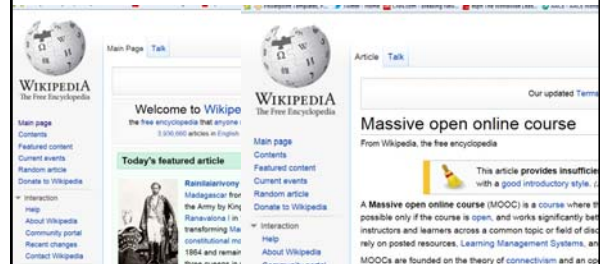 Main Page Talk
WIKIPEDIA
The Free Encyclopedia
Main page
Contents
Featured content
Current events
Random article
Donate to Wikipedia
Interaction
Help
About Wikipedia
Community portal
Recent changes
Contact Wikipedia
Welcome to Wikipe
the free encyclopedia that anyone
articles in English
Today's featured article
Rainilaiarivony
Madagascar from
the Army by King
Ranavalona I in
transforming Ma
constitutional mo
1864 and remain
Article Talk
WIKIPEDIA
The Free Encyclopedia
Main page
Contents
Featured content
Current events
Random article
Donate to Wikipedia
Interaction
Help
About Wikipedia
Our updated Terms
Massive open online course
From Wikipedia, the free encyclopedia
This article provides insufficie
with a good introductory style.
A Massive open online course (MOOC) is a course where th
possible only if the course is open, and works significantly bet
instructors and learners across a common topic or field of disc
rely on posted resources, Learning Management Systems, an
MOOCs are founded on the theory of connectivism and an op